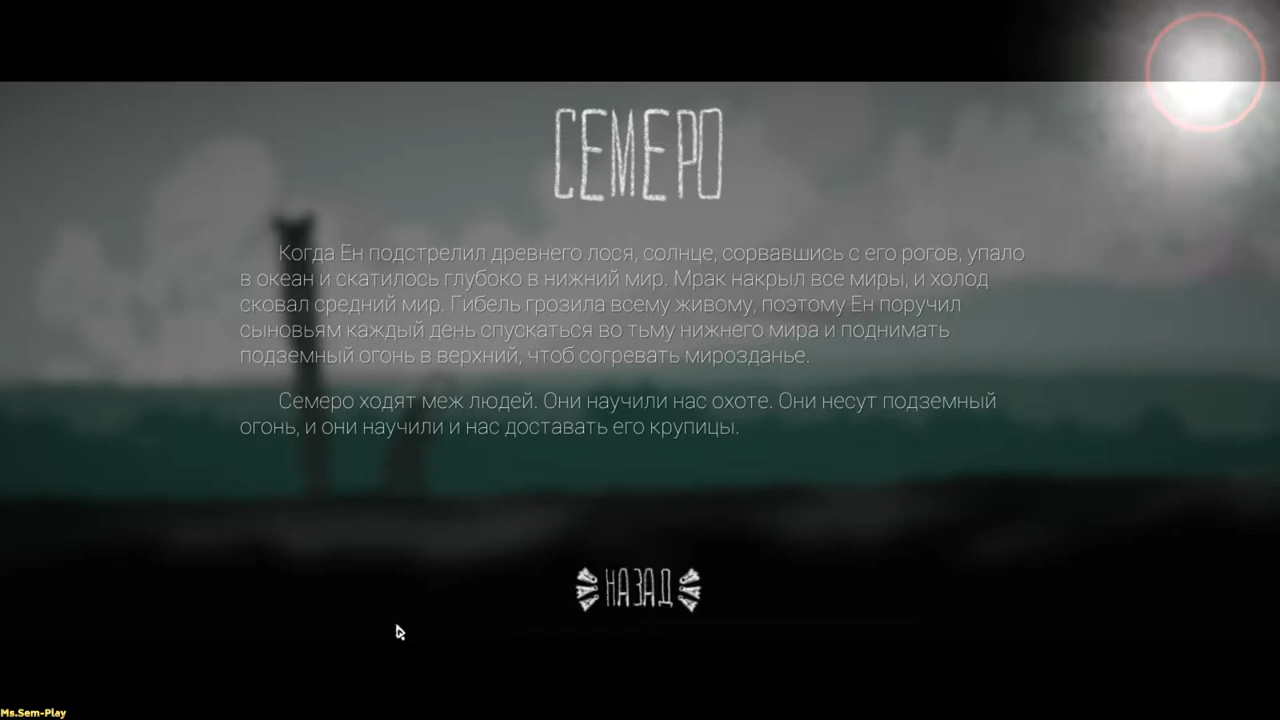 СЕМЕРО
Когда Ен подстрелил древнего лося, солнце, сорвавшись с его рогов, упало
в океан и скатилось глубоко в нижний мир. Мрак накрыл все миры, и холод
сковал средний мир. Гибель грозила всему живому, поэтому Ен поручил
сыновьям каждый день спускаться во тьму нижнего мира и поднимать
подземный огонь в верхний, чтоб согревать мирозданье.
Семеро ходят меж людей. Они научили нас охоте. Они несут подземный
огонь, и они научили и нас доставать его крупицы.
НАЗАД
Ms.Sem-Play